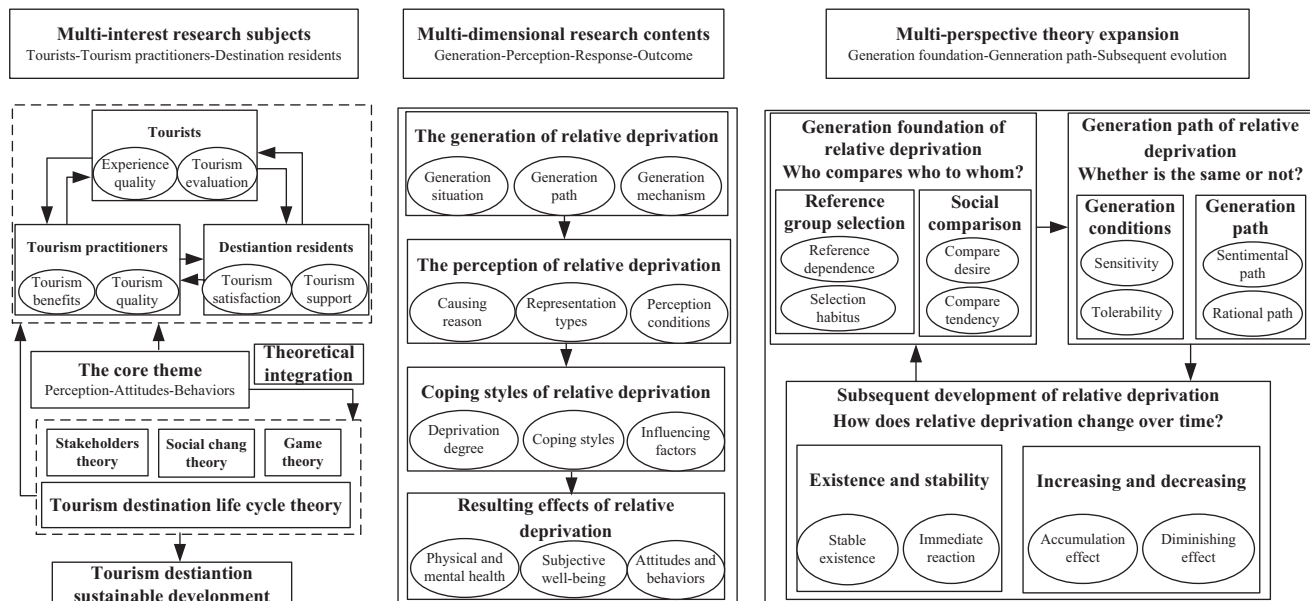 Multi-interest research subjects
Tourists-Tourism practitioners-Destination residents
Tourists
Experience
quality
Tourism
evaluation
Tourism practitioners
Tourism
benefits
Tourism
quality
Destiantion residents
Tourism
satisfaction
Tourism
support
The core theme
Perception-Attitudes-Behaviors
Theoretical
integration
Stakeholders
theory
Social chang
theory
Game
theory
Tourism destination life cycle theory
Tourism destiantion
sustainable development
Multi-dimensional research contents
Generation-Perception-Response-Outcome
The generation of relative deprivation
Generation
situation
Generation
path
Generation
mechanism
The perception of relative deprivation
Causing
reason
Representation
types
Perception
conditions
Coping styles of relative deprivation
Deprivation
degree
Coping styles
Influencing
factors
Resulting effects of relative
deprivation
Physical and
mental health
Subjective
well-being
Attitudes and
behaviors
Multi-perspective theory expansion
Generation foundation-Genneration path-Subsequent evolution
Generation foundation of
relative deprivation
Who compares who to whom?
Reference
group selection
Reference
dependence
Selection
habitus
Social
comparison
Compare
desire
Compare
tendency
Generation path of relative
deprivation
Whether is the same or not?
Generation
conditions
Sensitivity
Tolerability
Generation
path
Sentimental
path
Rational path
Subsequent development of relative deprivation
How does relative deprivation change over time?
Existence and stability
Stable
existence
Immediate
reaction
Increasing and decreasing
Accumulation
effect
Diminishing
effect